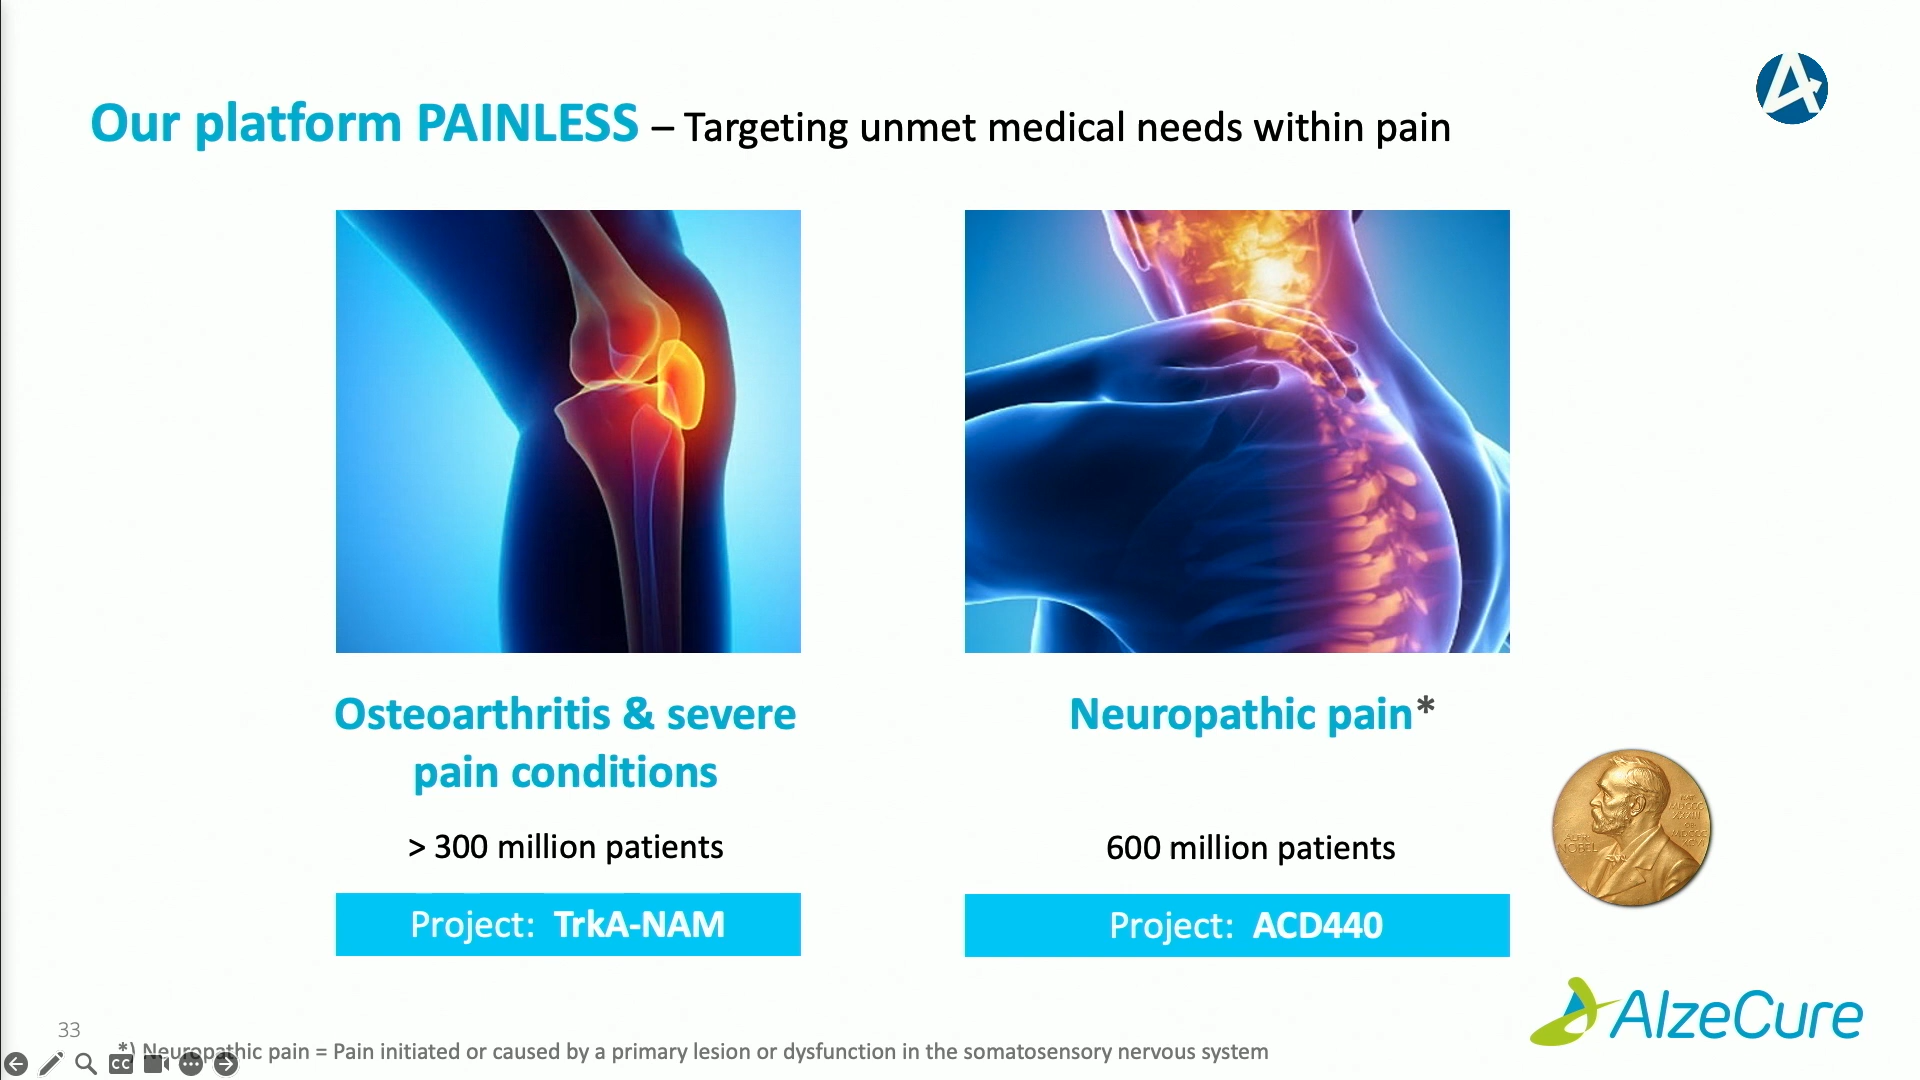 Our platform PAINLESS – Targeting unmet medical needs within pain
Osteoarthritis & severe
pain conditions
Neuropathic pain*
> 300 million patients
600 million patients
Project: TrkA-NAM
Project: ACD440
AlzeCure
33
*) Neuropathic pain = Pain initiated or caused by a primary lesion or dysfunction in the somatosensory nervous system
CC